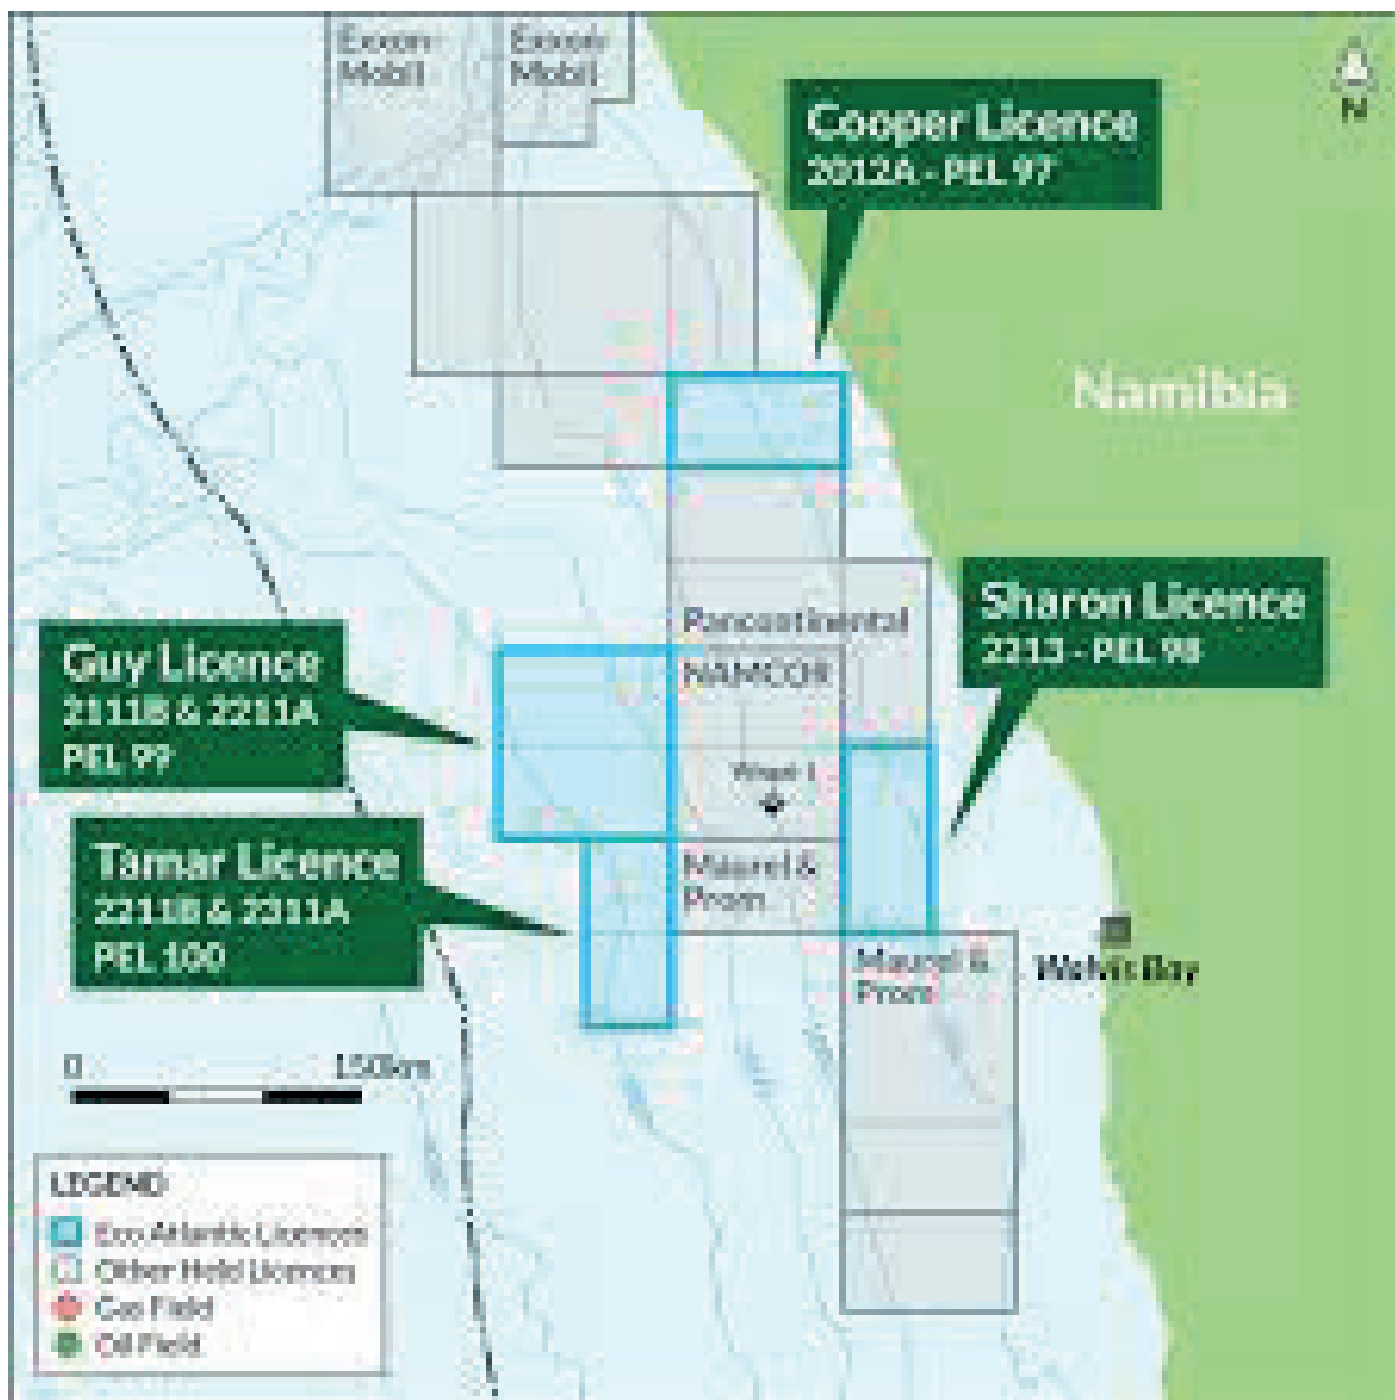 Exxon
Mobil
Exxon
Mobil
N
Cooper Licence
2012A - PEL 97
Namibia
Sharon Licence
2213 - PEL 98
Pancontinental
NAMCOR
Guy Licence
2111B & 2211A
PEL 99
Maurel &
Prom
Tamar Licence
2211B & 2311A
PEL 100
Maurel &
Prom
Walvis Bay
0 150km
LEGEND
Eco Atlantic Licences
Other Held Licences
Gas Field
Oil Field